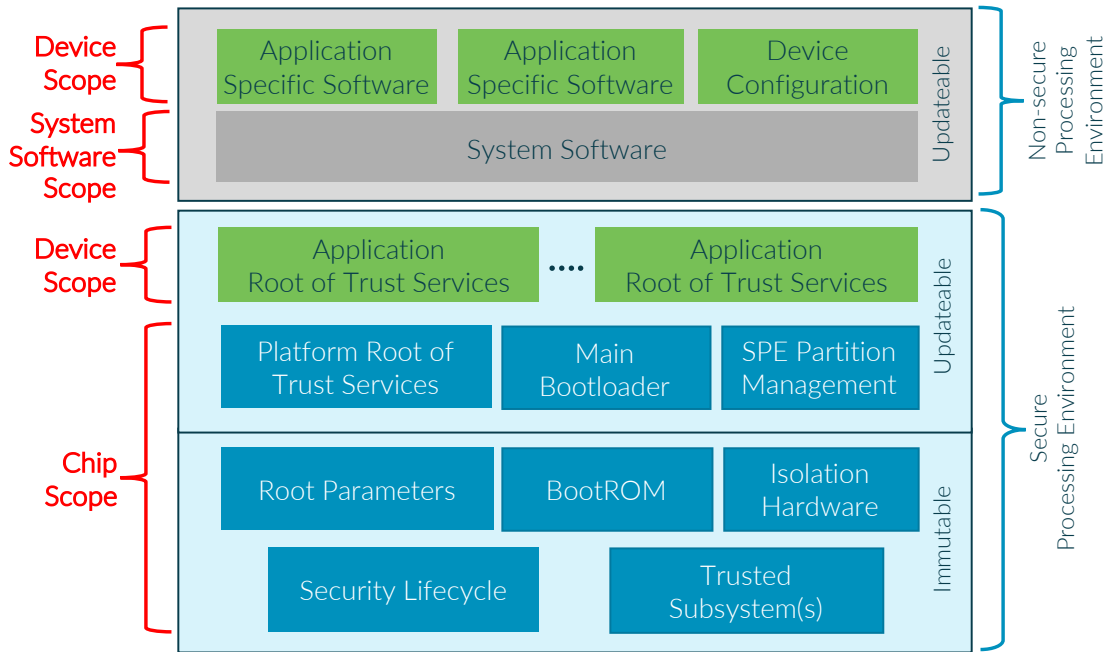 Device
Scope
Application
Specific Software
Application
Specific Software
Device
Configuration
Updateable
Non-secure
Processing
Environment
System
Software
Scope
System Software
Device
Scope
Application
Root of Trust Services
....
Application
Root of Trust Services
Updateable
Platform Root of
Trust Services
Main
Bootloader
SPE Partition
Management
Secure
Processing Environment
Chip
Scope
Root Parameters
BootROM
Isolation
Hardware
Immutable
Security Lifecycle
Trusted
Subsystem(s)